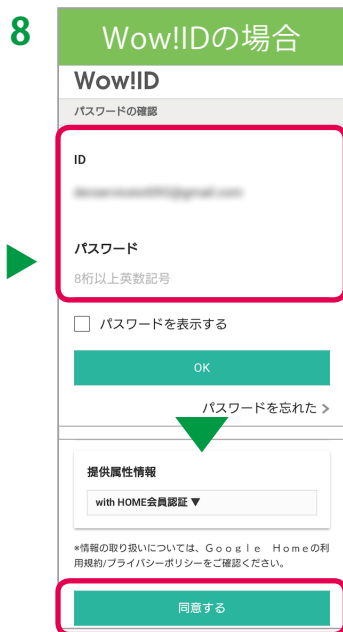 8
Wow!IDの場合
Wow!ID
パスワードの確認
ID
パスワード
8桁以上英数記号
パスワードを表示する
OK
パスワードを忘れた >
提供属性情報
with HOME会員認証 ▼
*情報の取り扱いについては、Ｇｏｏｇｌｅ　Ｈｏｍｅの利
用規約/プライバシーポリシーをご確認ください。
同意する